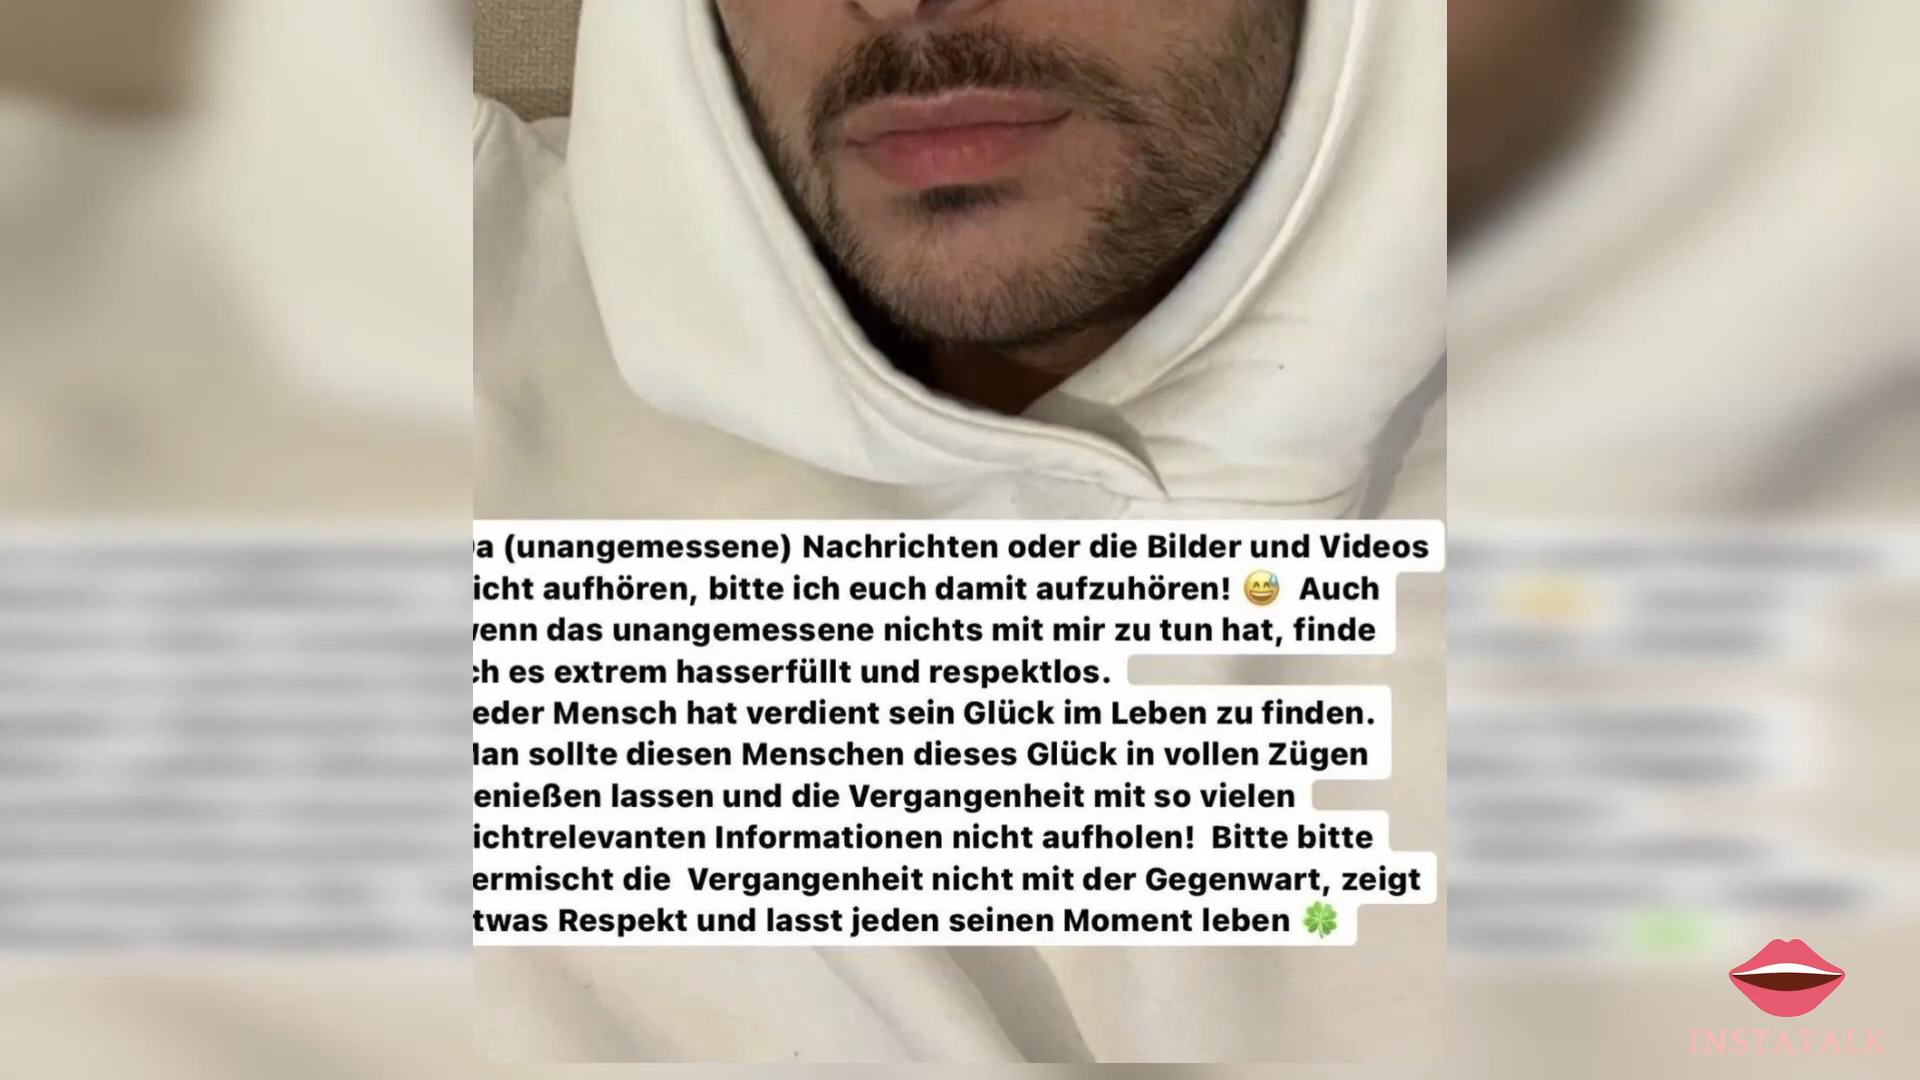 a (unangemessene) Nachrichten oder die Bilder und Videos
icht aufhören, bitte ich euch damit aufzuhören! 😅 Auch
enn das unangemessene nichts mit mir zu tun hat, finde
ch es extrem hasserfüllt und respektlos.
eder Mensch hat verdient sein Glück im Leben zu finden.
an sollte diesen Menschen dieses Glück in vollen Zügen
enießen lassen und die Vergangenheit mit so vielen
ichtrelevanten Informationen nicht aufholen! Bitte bitte
ermischt die Vergangenheit nicht mit der Gegenwart, zeigt
twas Respekt und lasst jeden seinen Moment leben 🍀
INSTATALK